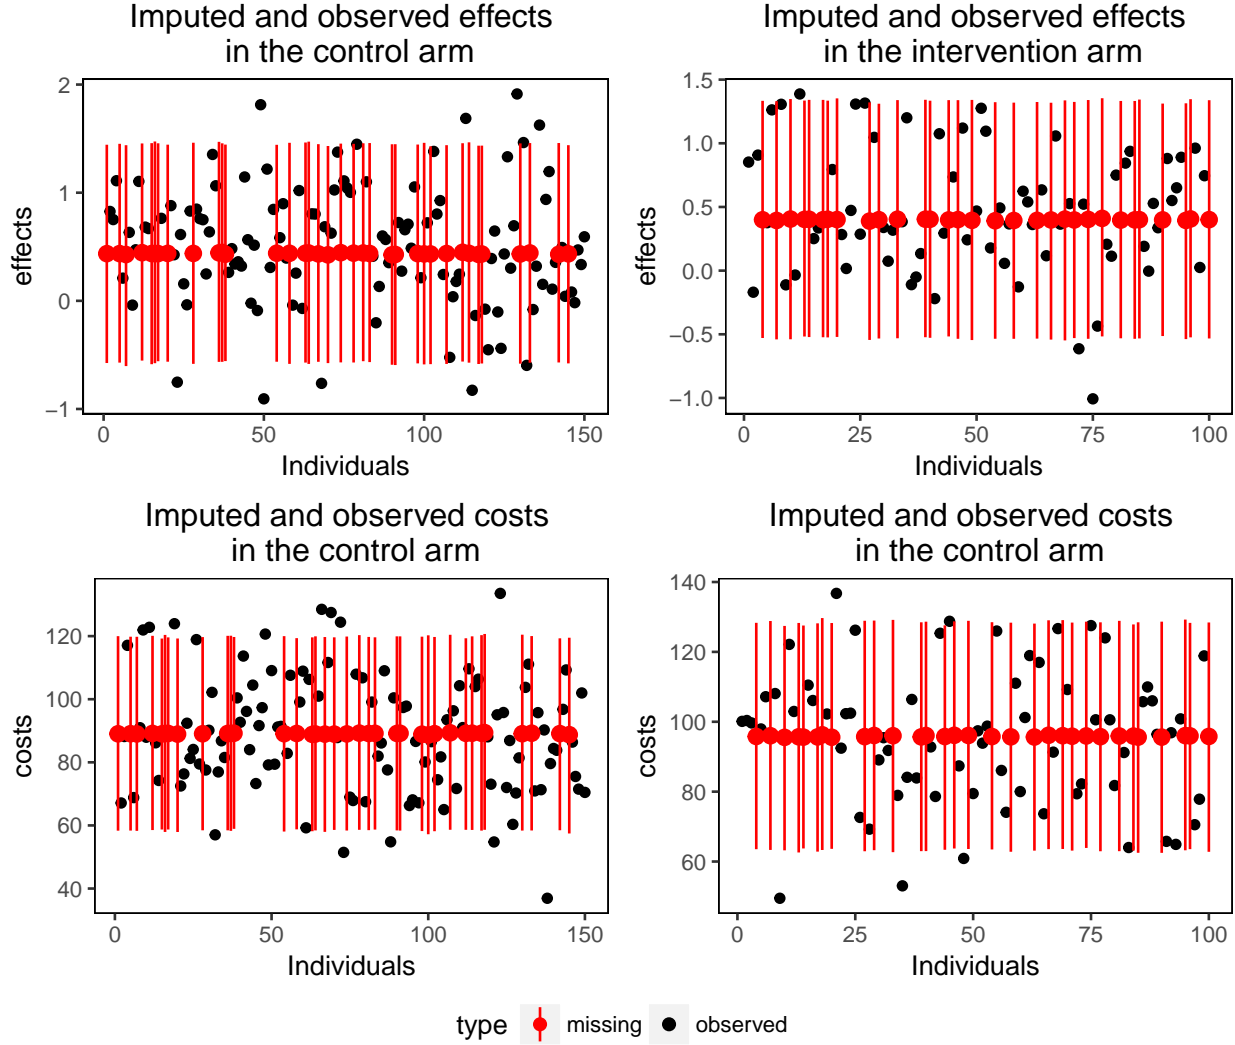 Imputed and observed effects
in the control arm
effects
2
1
0
−1
0
50
100
150
Individuals
Imputed and observed effects
in the intervention arm
effects
1.5
1.0
0.5
0.0
−0.5
−1.0
0
25
50
75
100
Individuals
Imputed and observed costs
in the control arm
costs
120
100
80
60
40
0
50
100
150
Individuals
Imputed and observed costs
in the control arm
costs
140
120
100
80
60
0
25
50
75
100
Individuals
type
missing
observed